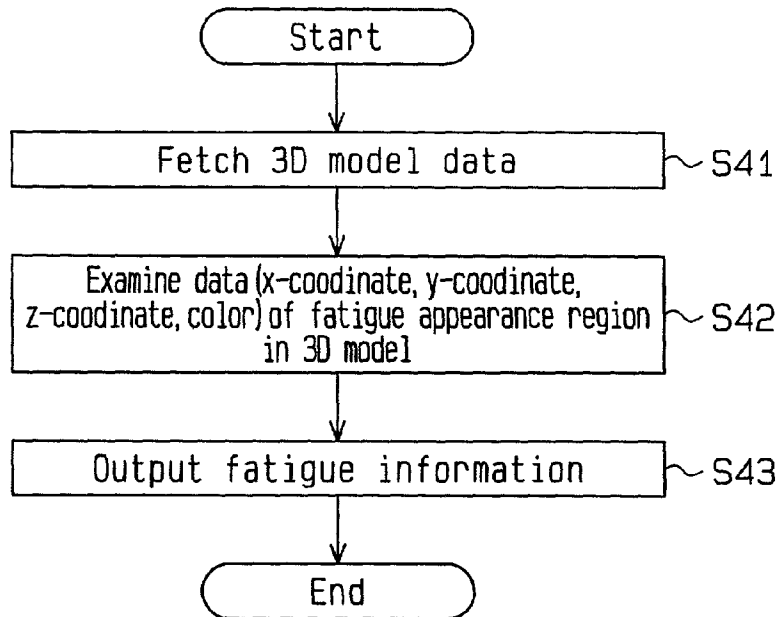 Start
Fetch 3D model data
S41
Examine data (x-coodinate, y-coodinate,
z-coodinate, color) of fatigue appearance region
in 3D model
S42
Output fatigue information
S43
End